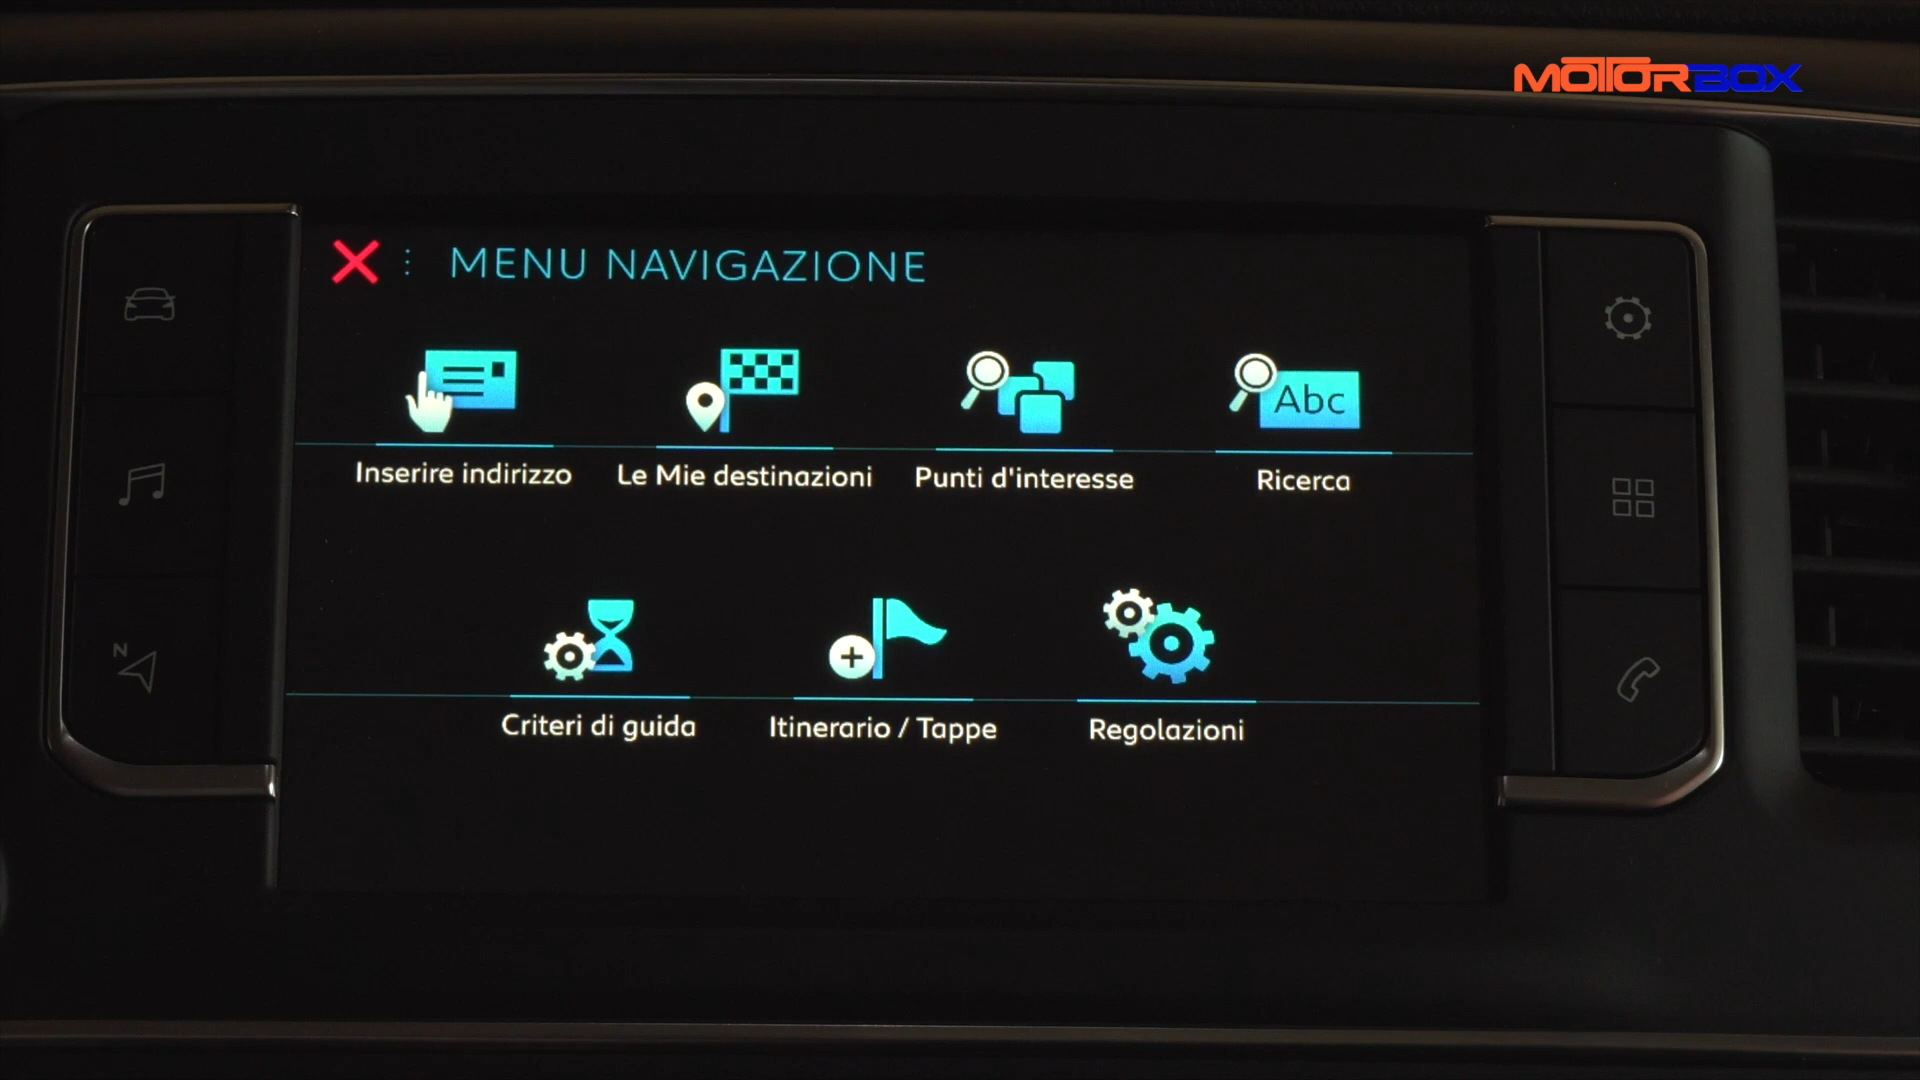 MOTORBOX
MENU NAVIGAZIONE
Abc
Inserire indirizzo
Le Mie destinazioni
Punti d'interesse
Ricerca
Criteri di guida
Itinerario / Tappe
Regolazioni
N